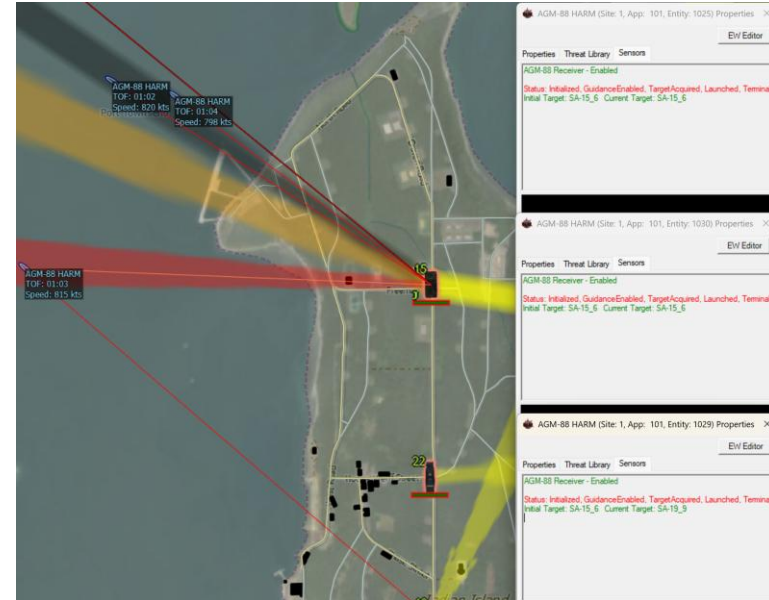 AGM-88 HARM
TOF: 01:02
Speed: 820 kts
AGM-88 HARM
TOF: 01:04
Speed: 798 kts
AGM-88 HARM
TOF: 01:03
Speed: 815 kts
15
22
AGM-88 HARM (Site: 1, App: 101, Entity: 1025) Properties
EW Editor
Properties Threat Library Sensors
AGM-88 Receiver - Enabled
Status: Initialized, GuidanceEnabled, TargetAcquired, Launched, Termina
Initial Target: SA-15_6 Current Target: SA-15_6
AGM-88 HARM (Site: 1, App: 101, Entity: 1030) Properties
EW Editor
Properties Threat Library Sensors
AGM-88 Receiver - Enabled
Status: Initialized, GuidanceEnabled, TargetAcquired, Launched, Termina
Initial Target: SA-15_6 Current Target: SA-15_6
AGM-88 HARM (Site: 1, App: 101, Entity: 1029) Properties
EW Editor
Properties Threat Library Sensors
AGM-88 Receiver - Enabled
Status: Initialized, GuidanceEnabled, TargetAcquired, Launched, Termina
Initial Target: SA-15_6 Current Target: SA-19_9